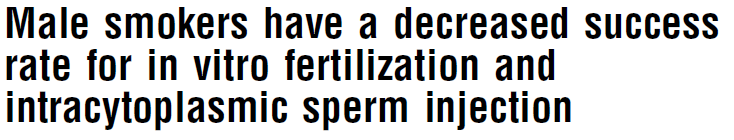 Male smokers have a decreased success
rate for in vitro fertilization and
intracytoplasmic sperm injection